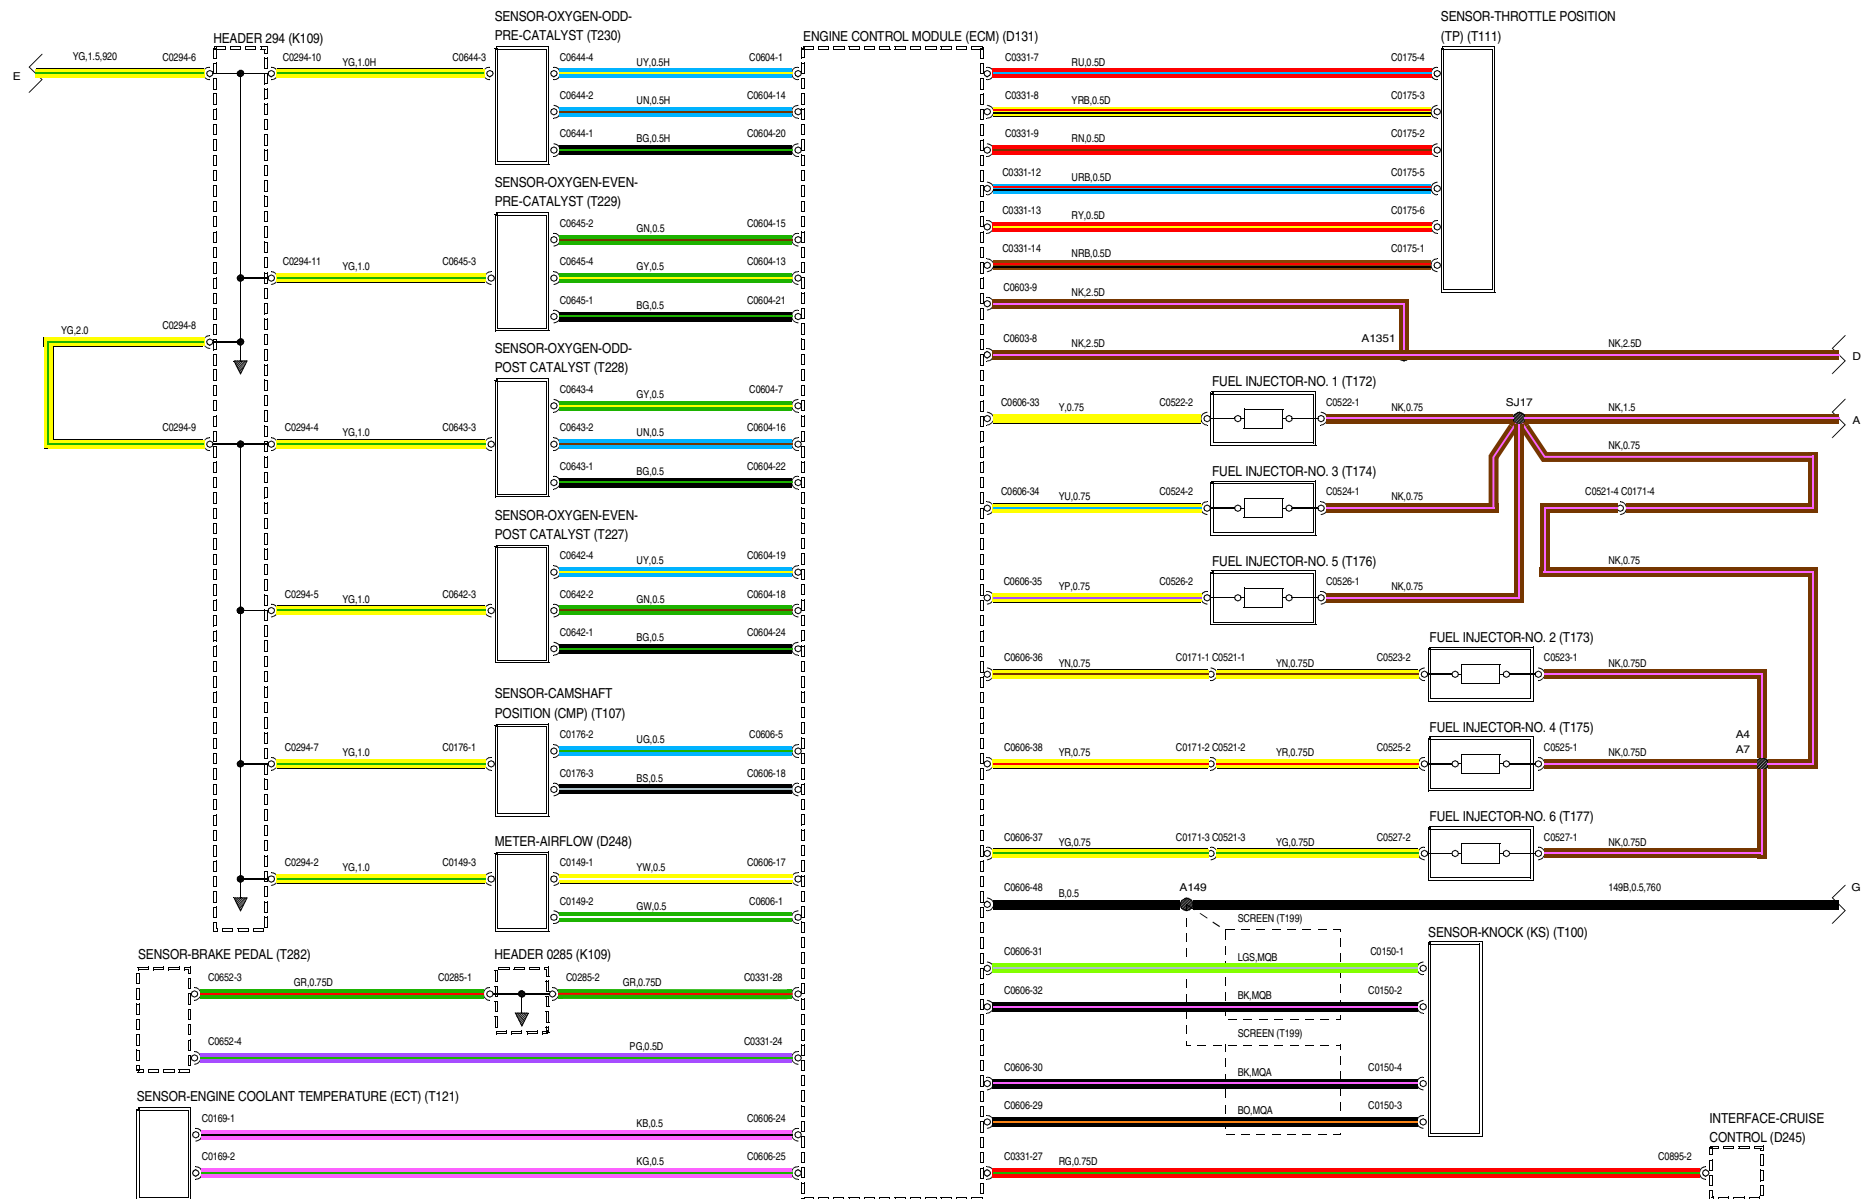 E
YG,1.5,920
C0294-6
HEADER 294 (K109)
C0294-10
YG,1.0H
C0644-3
SENSOR-OXYGEN-ODD-
PRE-CATALYST (T230)
C0644-4
UY,0.5H
C0604-1
C0644-2
UN,0.5H
C0604-14
C0644-1
BG,0.5H
C0604-20
SENSOR-OXYGEN-EVEN-
PRE-CATALYST (T229)
C0294-11
YG,1.0
C0645-3
C0645-2
GN,0.5
C0604-15
C0645-4
GY,0.5
C0604-13
C0645-1
BG,0.5
C0604-21
YG,2.0
C0294-8
SENSOR-OXYGEN-ODD-
POST CATALYST (T228)
C0294-9
C0294-4
YG,1.0
C0643-3
C0643-4
GY,0.5
C0604-7
C0643-2
UN,0.5
C0604-16
C0643-1
BG,0.5
C0604-22
SENSOR-OXYGEN-EVEN-
POST CATALYST (T227)
C0294-5
YG,1.0
C0642-3
C0642-4
UY,0.5
C0604-19
C0642-2
GN,0.5
C0604-18
C0642-1
BG,0.5
C0604-24
SENSOR-CAMSHAFT
POSITION (CMP) (T107)
C0294-7
YG,1.0
C0176-1
C0176-2
UG,0.5
C0606-5
C0176-3
BS,0.5
C0606-18
METER-AIRFLOW (D248)
C0294-2
YG,1.0
C0149-3
C0149-1
YW,0.5
C0606-17
C0149-2
GW,0.5
C0606-1
SENSOR-BRAKE PEDAL (T282)
C0652-3
GR,0.75D
C0285-1
HEADER 0285 (K109)
C0285-2
GR,0.75D
C0331-28
C0652-4
PG,0.5D
C0331-24
SENSOR-ENGINE COOLANT TEMPERATURE (ECT) (T121)
C0169-1
KB,0.5
C0606-24
C0169-2
KG,0.5
C0606-25
ENGINE CONTROL MODULE (ECM) (D131)
SENSOR-THROTTLE POSITION
(TP) (T111)
C0331-7
RU,0.5D
C0175-4
C0331-8
YRB,0.5D
C0175-3
C0331-9
RN,0.5D
C0175-2
C0331-12
URB,0.5D
C0175-5
C0331-13
RY,0.5D
C0175-6
C0331-14
NRB,0.5D
C0175-1
C0603-9
NK,2.5D
C0603-8
NK,2.5D
A1351
NK,2.5D
D
FUEL INJECTOR-NO. 1 (T172)
C0606-33
Y,0.75
C0522-2
C0522-1
NK,0.75
SJ17
NK,1.5
A
NK,0.75
FUEL INJECTOR-NO. 3 (T174)
C0606-34
YU,0.75
C0524-2
C0524-1
NK,0.75
C0521-4 C0171-4
NK,0.75
FUEL INJECTOR-NO. 5 (T176)
C0606-35
YP,0.75
C0526-2
C0526-1
NK,0.75
FUEL INJECTOR-NO. 2 (T173)
C0606-36
YN,0.75
C0171-1 C0521-1
YN,0.75D
C0523-2
C0523-1
NK,0.75D
FUEL INJECTOR-NO. 4 (T175)
C0606-38
YR,0.75
C0171-2 C0521-2
YR,0.75D
C0525-2
C0525-1
NK,0.75D
A4
A7
FUEL INJECTOR-NO. 6 (T177)
C0606-37
YG,0.75
C0171-3 C0521-3
YG,0.75D
C0527-2
C0527-1
NK,0.75D
C0606-48
B,0.5
A149
149B,0.5,760
G
SCREEN (T199)
SENSOR-KNOCK (KS) (T100)
C0606-31
LGS,MQB
C0150-1
C0606-32
BK,MQB
C0150-2
SCREEN (T199)
C0606-30
BK,MQA
C0150-4
C0606-29
BO,MQA
C0150-3
INTERFACE-CRUISE
CONTROL (D245)
C0331-27
RG,0.75D
C0895-2